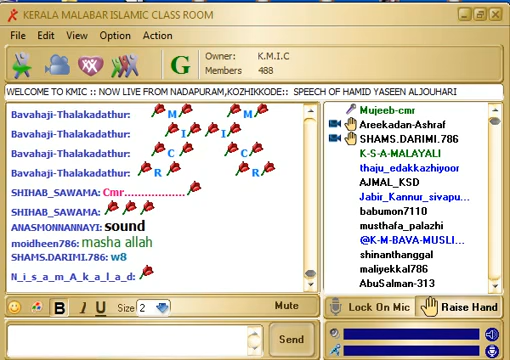 KERALA MALABAR ISLAMIC CLASS ROOM
File Edit View Option Action
G Owner: K.M.I.C
Members 488
WELCOME TO KMIC :: NOW LIVE FROM NADAPURAM,KOZHIKKODE:: SPEECH OF HAMID YASEEN ALJOUHARI
Bavahaji-Thalakadathur: M M
Bavahaji-Thalakadathur: I I
Bavahaji-Thalakadathur: C C
Bavahaji-Thalakadathur: R R
SHIHAB_SAWAMA: Cmr..................
SHIHAB_SAWAMA:
ANASMONNANNAYI: sound
moidheen786: masha allah
SHAMS.DARIMI.786: w8
N_i_s_a_m_A_k_a_l_a_d:
Mujeeb-cmr
Areekadan-Ashraf
SHAMS.DARIMI.786
K-S-A-MALAYALI
thaju_edakkazhiyoor
AJMAL_KSD
Jabir_Kannur_sivapu...
babumon7110
musthafa_palazhi
@K-M-BAVA-MUSLI...
shinanthanggal
maliyekkal786
AbuSalman-313
B I U Size 2 Mute
Lock On Mic Raise Hand
Send